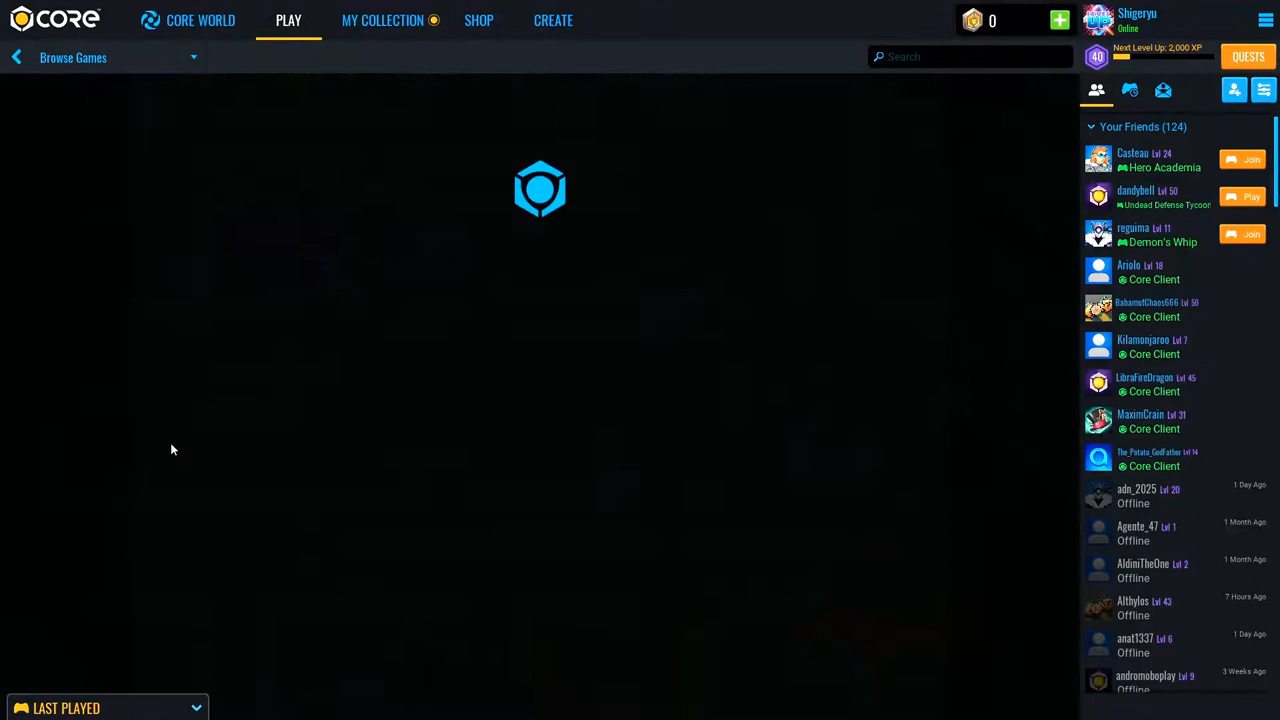 CORE CORE WORLD PLAY MY COLLECTION SHOP CREATE 0 Shigeryu
Online
Browse Games Search 40 Next Level Up: 2,000 XP QUESTS
Your Friends (124)
Casteau Lvl 24
Hero Academia Join
dandybell Lvl 50
Undead Defense Tycoon Play
reguima Lvl 11
Demon's Whip Join
Ariolo Lvl 18
Core Client
BahamutChaos666 Lvl 50
Core Client
Kilamonjaroo Lvl 7
Core Client
LibraFireDragon Lvl 45
Core Client
MaximCrain Lvl 31
Core Client
The_Potato_GodFather Lvl 14
Core Client
adn_2025 Lvl 20 1 Day Ago
Offline
Agente_47 Lvl 1 1 Month Ago
Offline
AldiniTheOne Lvl 2 1 Month Ago
Offline
Althylos Lvl 43 7 Hours Ago
Offline
anat1337 Lvl 6 1 Day Ago
Offline
andromoboplay Lvl 9 3 Weeks Ago
Offline
LAST PLAYED